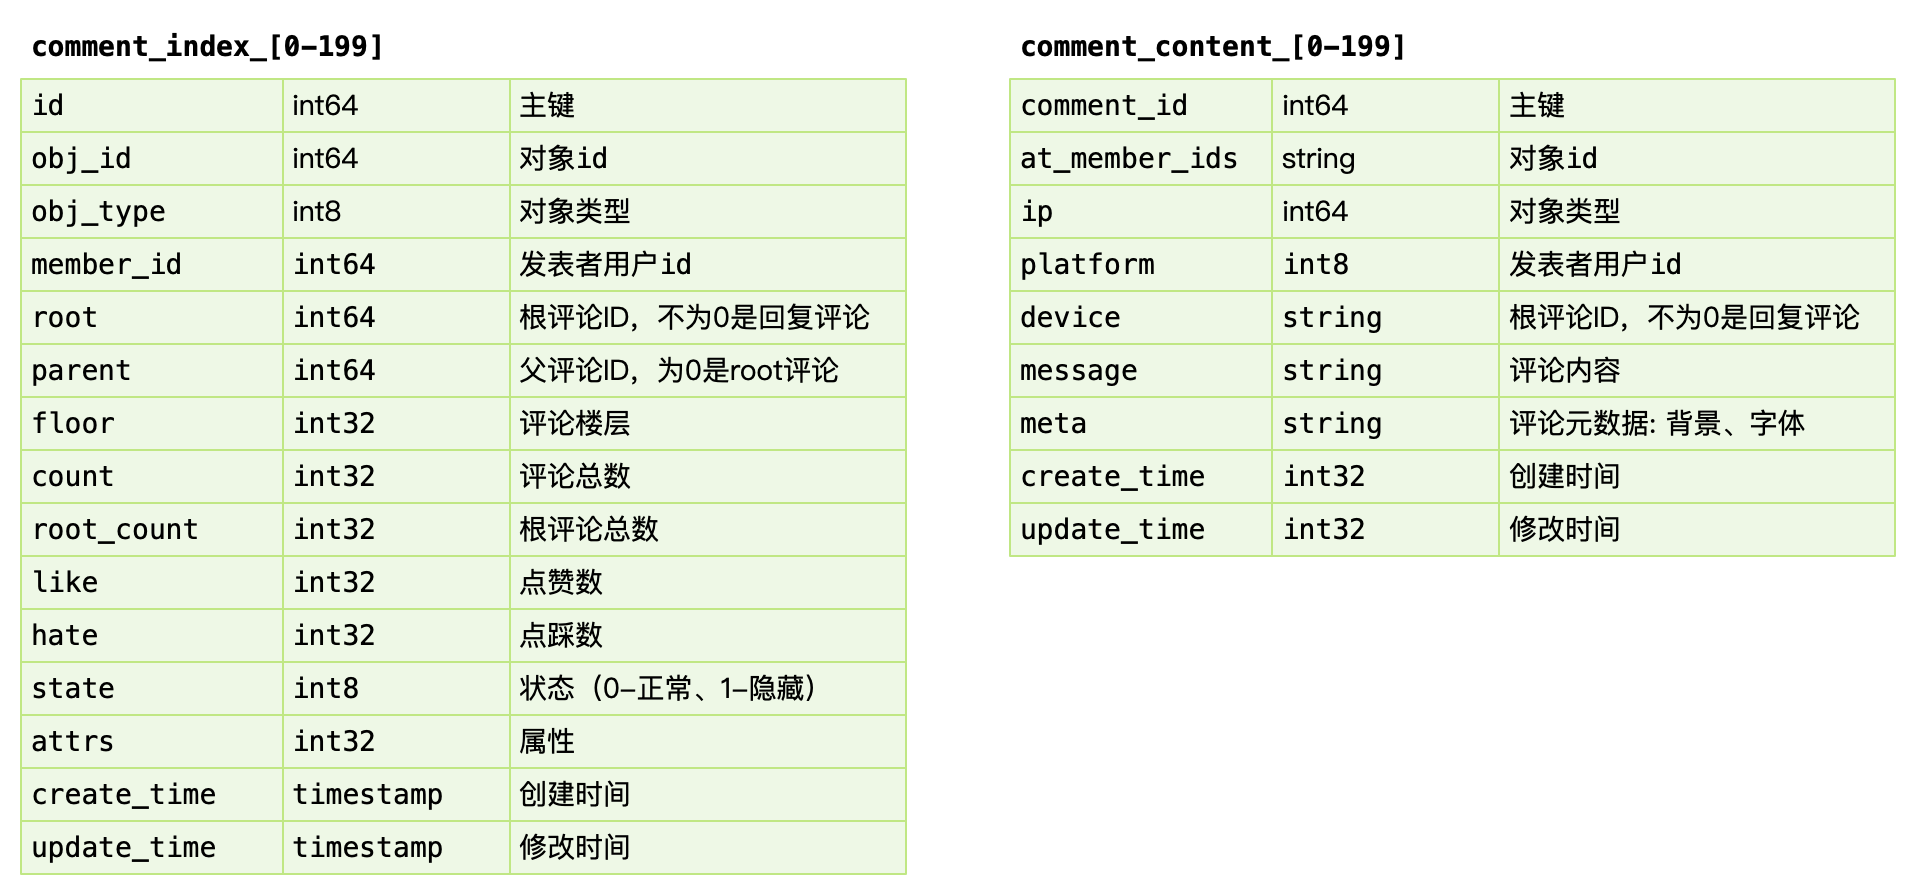 comment_index_[0-199]
id int64 主键
obj_id int64 对象id
obj_type int8 对象类型
member_id int64 发表者用户id
root int64 根评论ID，不为0是回复评论
parent int64 父评论ID，为0是root评论
floor int32 评论楼层
count int32 评论总数
root_count int32 根评论总数
like int32 点赞数
hate int32 点踩数
state int8 状态（0-正常、1-隐藏）
attrs int32 属性
create_time timestamp 创建时间
update_time timestamp 修改时间
comment_content_[0-199]
comment_id int64 主键
at_member_ids string 对象id
ip int64 对象类型
platform int8 发表者用户id
device string 根评论ID，不为0是回复评论
message string 评论内容
meta string 评论元数据: 背景、字体
create_time int32 创建时间
update_time int32 修改时间